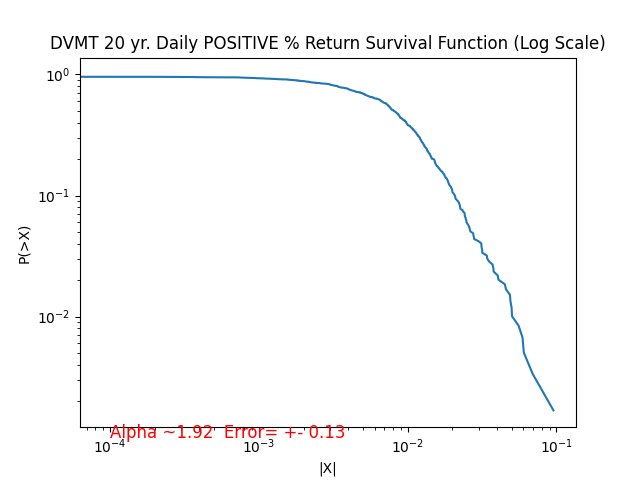 DVMT 20 yr. Daily POSITIVE % Return Survival Function (Log Scale)
10⁰
10⁻¹
10⁻²
P(>X)
Alpha ~1.92 Error= +- 0.13
10⁻⁴ 10⁻³ 10⁻² 10⁻¹
|X|